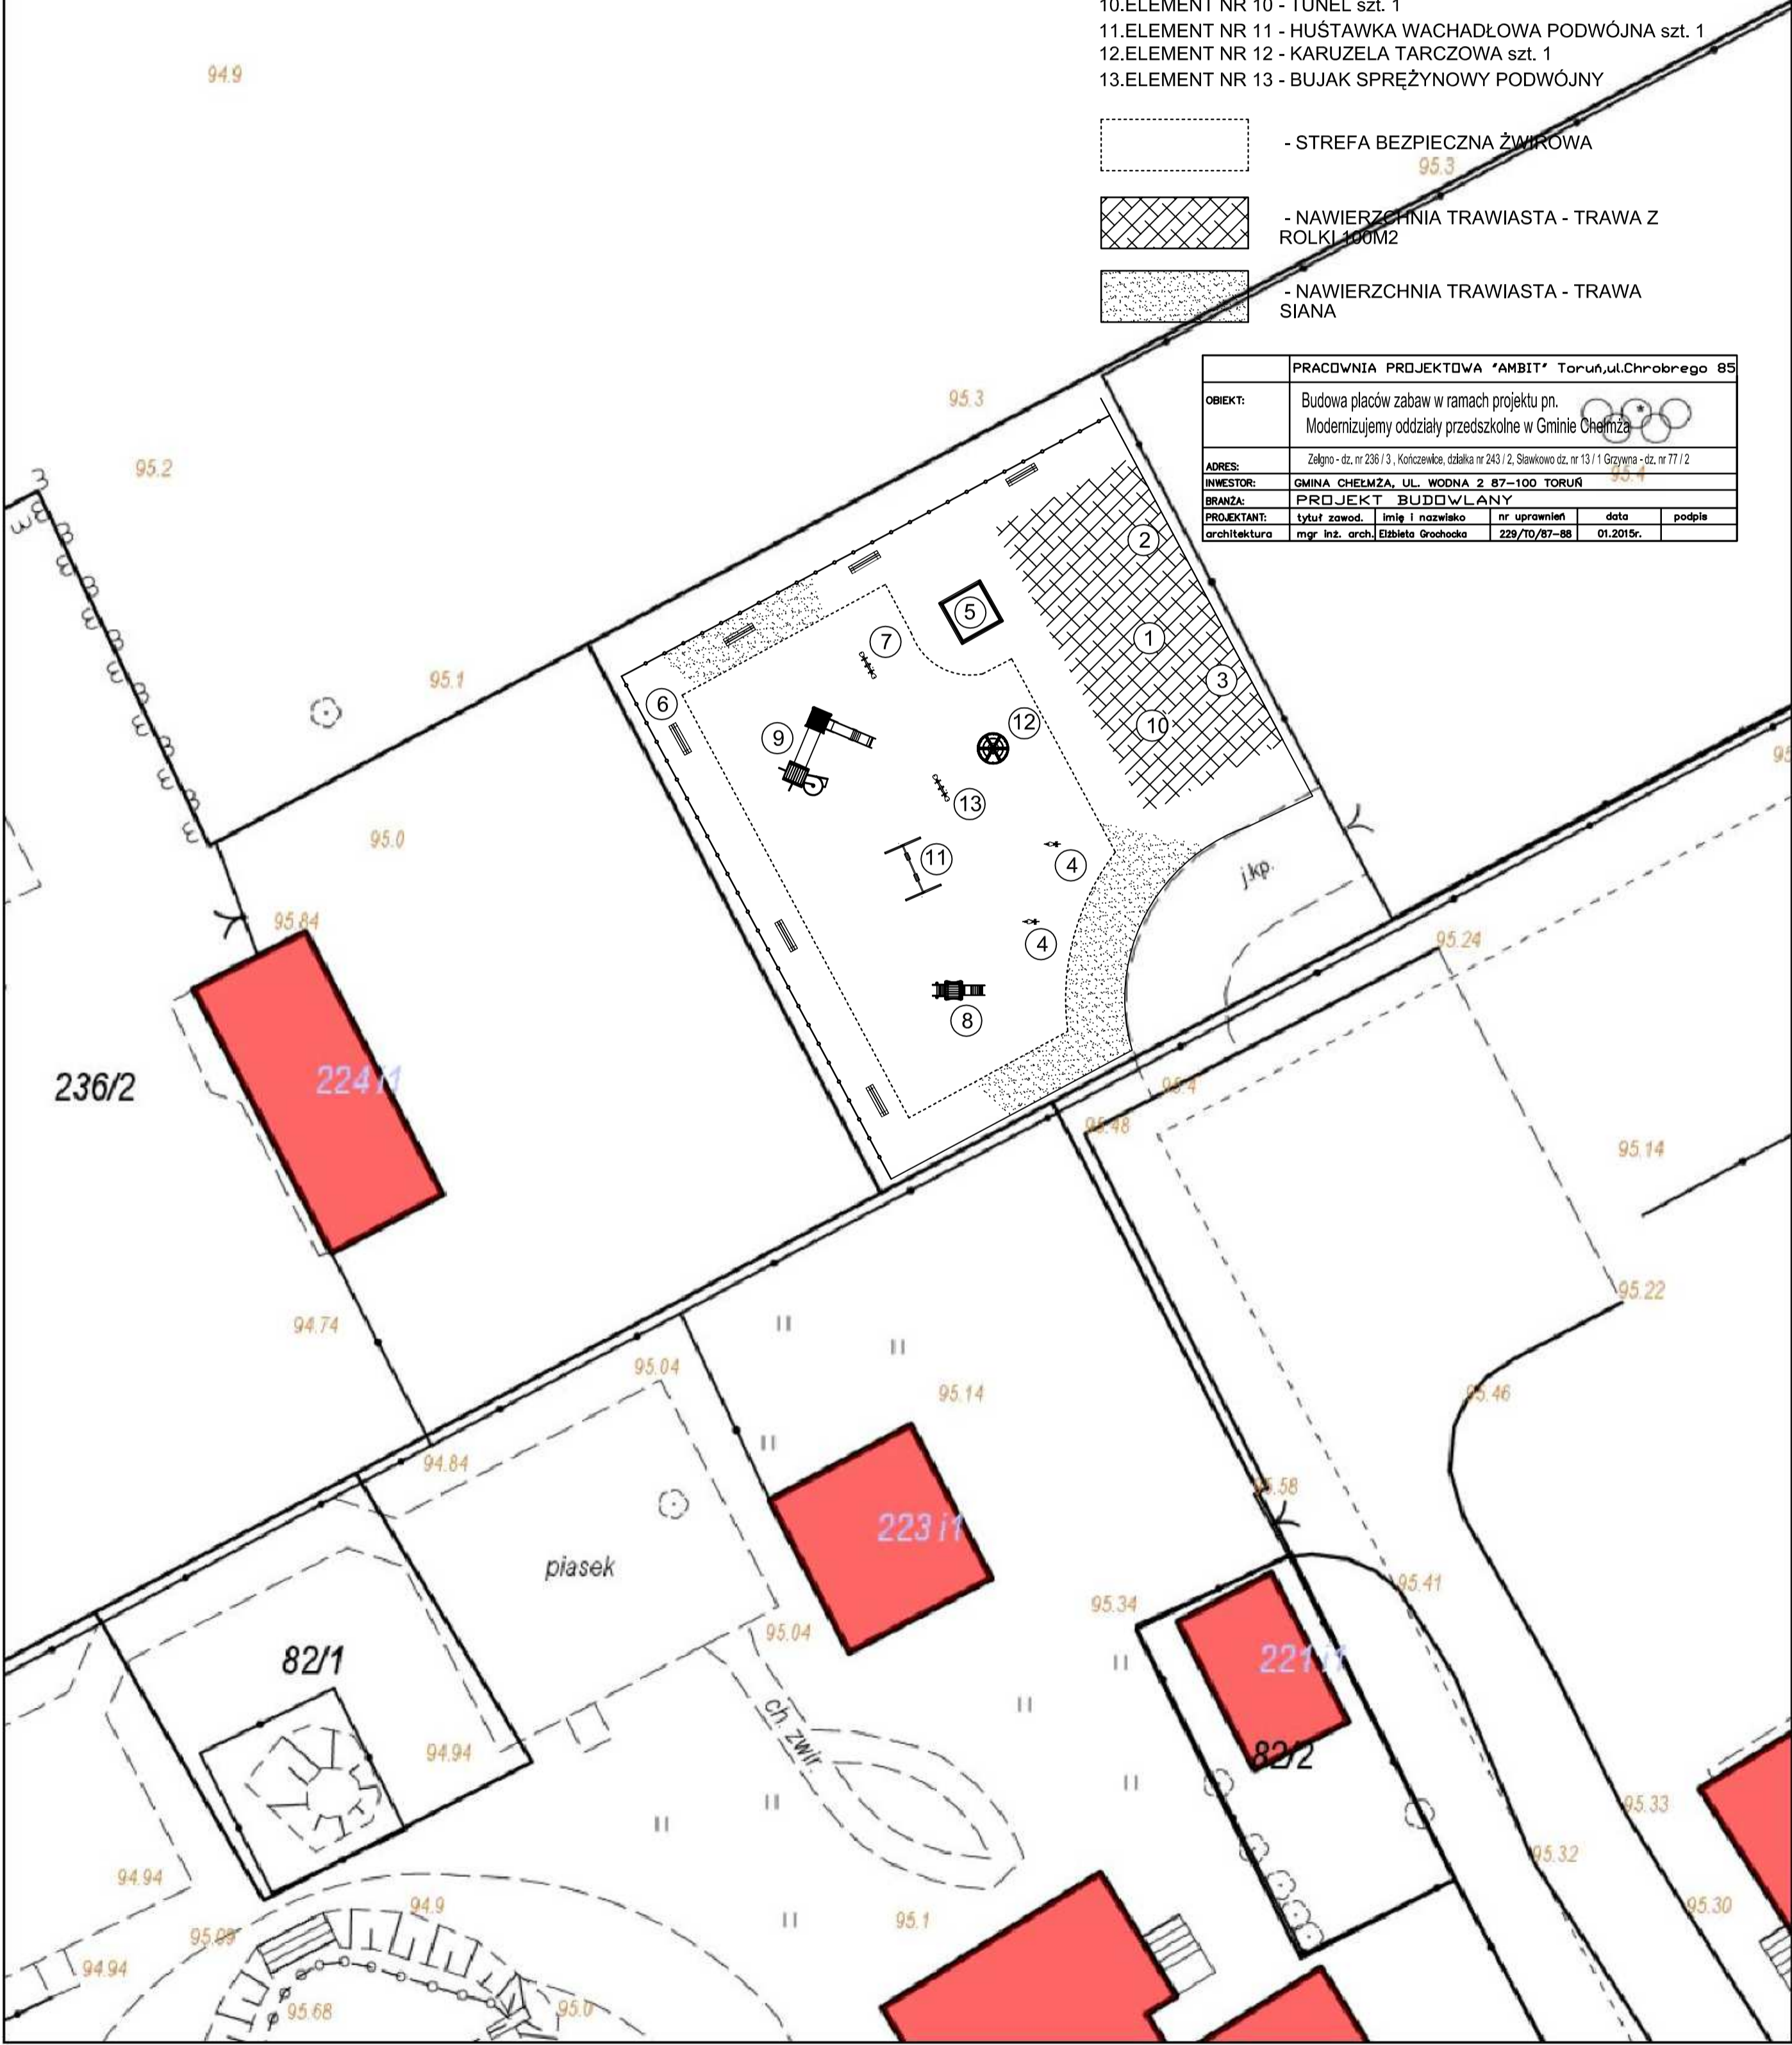 10.ELEMENT NR 10 - TUNEL szt. 1
11.ELEMENT NR 11 - HUŚTAWKA WACHADŁOWA PODWÓJNA szt. 1
12.ELEMENT NR 12 - KARUZELA TARCZOWA szt. 1
13.ELEMENT NR 13 - BUJAK SPRĘŻYNOWY PODWÓJNY
- STREFA BEZPIECZNA ŻWIROWA
- NAWIERZCHNIA TRAWIASTA - TRAWA Z
ROLKI 100M2
- NAWIERZCHNIA TRAWIASTA - TRAWA
SIANA
PRACOWNIA PROJEKTOWA "AMBIT" Toruń,ul.Chrobrego 85
OBIEKT:
Budowa placów zabaw w ramach projektu pn.
Modernizujemy oddziały przedszkolne w Gminie Chełmża
ADRES:
Zelgno - dz, nr 236 / 3 , Kończewice, działka nr 243 / 2, Sławkowo dz, nr 13 / 1 Grzywna - dz, nr 77 / 2
INWESTOR: GMINA CHEŁMŻA, UL. WODNA 2 87-100 TORUŃ
BRANŻA: PROJEKT BUDOWLANY
PROJEKTANT: tytuł zawod. imię i nazwisko nr uprawnień data podpis
architektura mgr inż. arch. Elżbieta Grochocka 229/TO/87-88 01.2015r.
94.9
95.3
95.3
95.4
95.2
95.1
95.0
95.84
2
5
7
1
6
3
12
10
9
13
11
4
j.kp.
4
8
95.24
236/2
224 i1
95.4
95.48
95.14
95.22
94.74
95.04
95.14
95.46
94.84
95.58
223 i1
piasek
95.41
95.34
95.04
82/1
221 i1
ch. zwir.
94.94
82/2
95.33
95.32
94.94
94.9
95.1
95.30
95.09
94.94
95.68
95.0